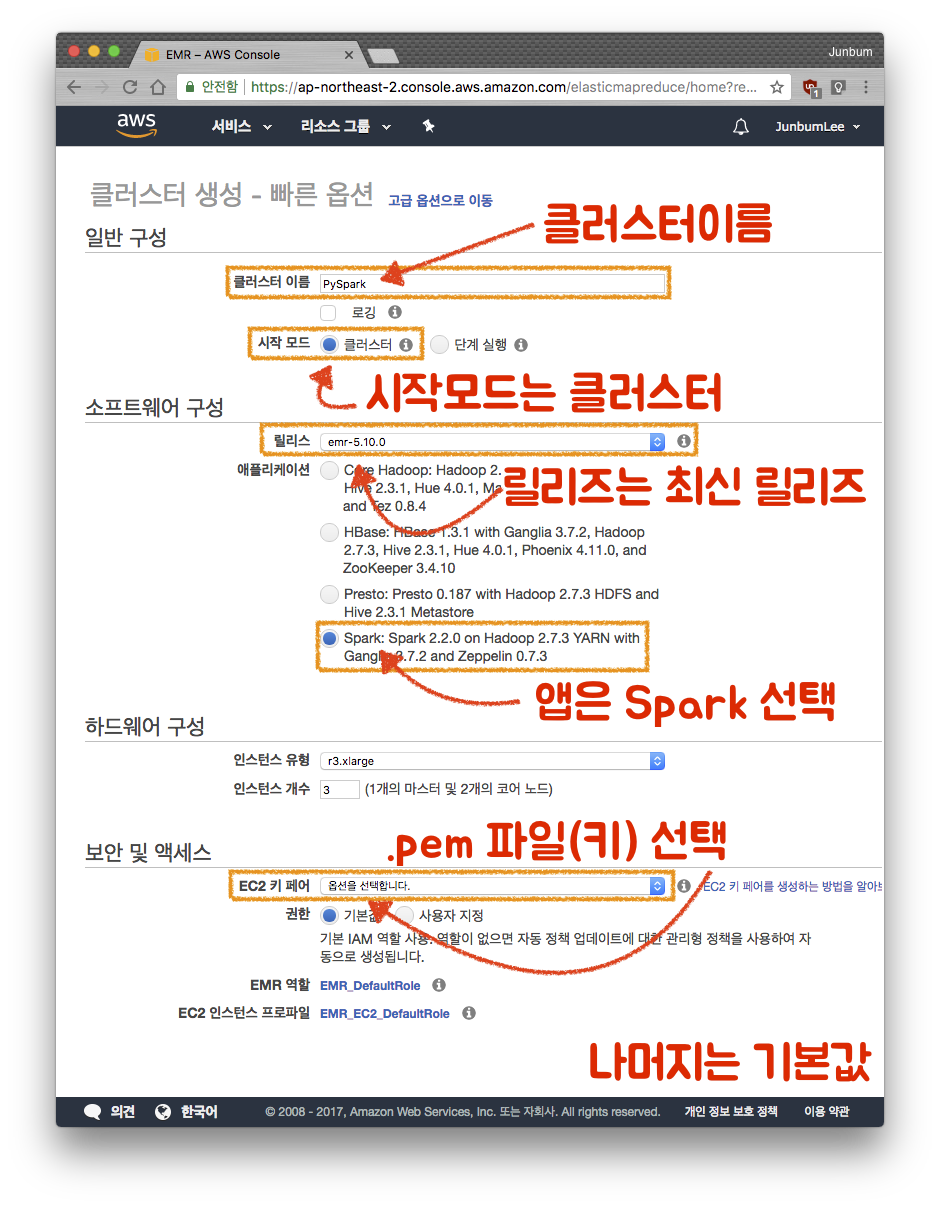 EMR – AWS Console
Junbum
안전함 https://ap-northeast-2.console.aws.amazon.com/elasticmapreduce/home?re...
1
aws 서비스 리소스 그룹 JunbumLee
클러스터 생성 - 빠른 옵션 고급 옵션으로 이동
클러스터이름
일반 구성
클러스터 이름 PySpark
로깅
시작 모드 클러스터 단계 실행
시작모드는 클러스터
소프트웨어 구성
릴리스 emr-5.10.0
애플리케이션 Core Hadoop: Hadoop 2.
릴리즈는 최신 릴리즈
Hive 2.3.1, Hue 4.0.1, Ma
and Tez 0.8.4
HBase: HBase 1.3.1 with Ganglia 3.7.2, Hadoop
2.7.3, Hive 2.3.1, Hue 4.0.1, Phoenix 4.11.0, and
ZooKeeper 3.4.10
Presto: Presto 0.187 with Hadoop 2.7.3 HDFS and
Hive 2.3.1 Metastore
Spark: Spark 2.2.0 on Hadoop 2.7.3 YARN with
Ganglia 3.7.2 and Zeppelin 0.7.3
앱은 Spark 선택
하드웨어 구성
인스턴스 유형 r3.xlarge
인스턴스 개수 3 (1개의 마스터 및 2개의 코어 노드)
.pem 파일(키) 선택
보안 및 액세스
EC2 키 페어 옵션을 선택합니다. EC2 키 페어를 생성하는 방법을 알아보
권한 기본값 사용자 지정
기본 IAM 역할 사용. 역할이 없으면 자동 정책 업데이트에 대한 관리형 정책을 사용하여 자
동으로 생성됩니다.
EMR 역할 EMR_DefaultRole
EC2 인스턴스 프로파일 EMR_EC2_DefaultRole
나머지는 기본값
의견 한국어 © 2008 - 2017, Amazon Web Services, Inc. 또는 자회사. All rights reserved. 개인 정보 보호 정책 이용 약관